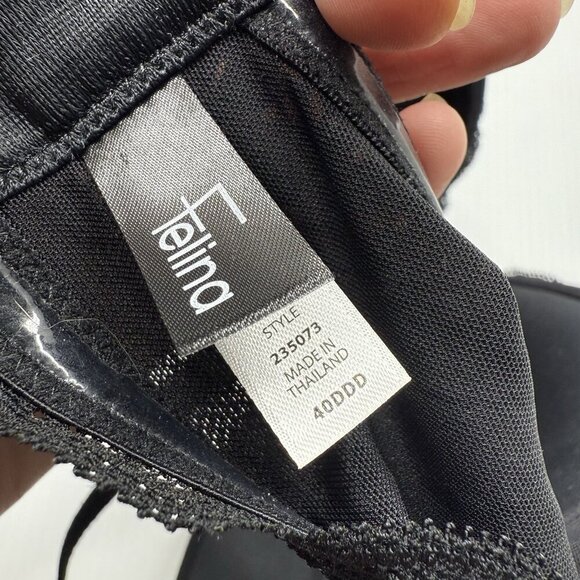 Felina
STYLE
235073
MADE IN
THAILAND
40DDD